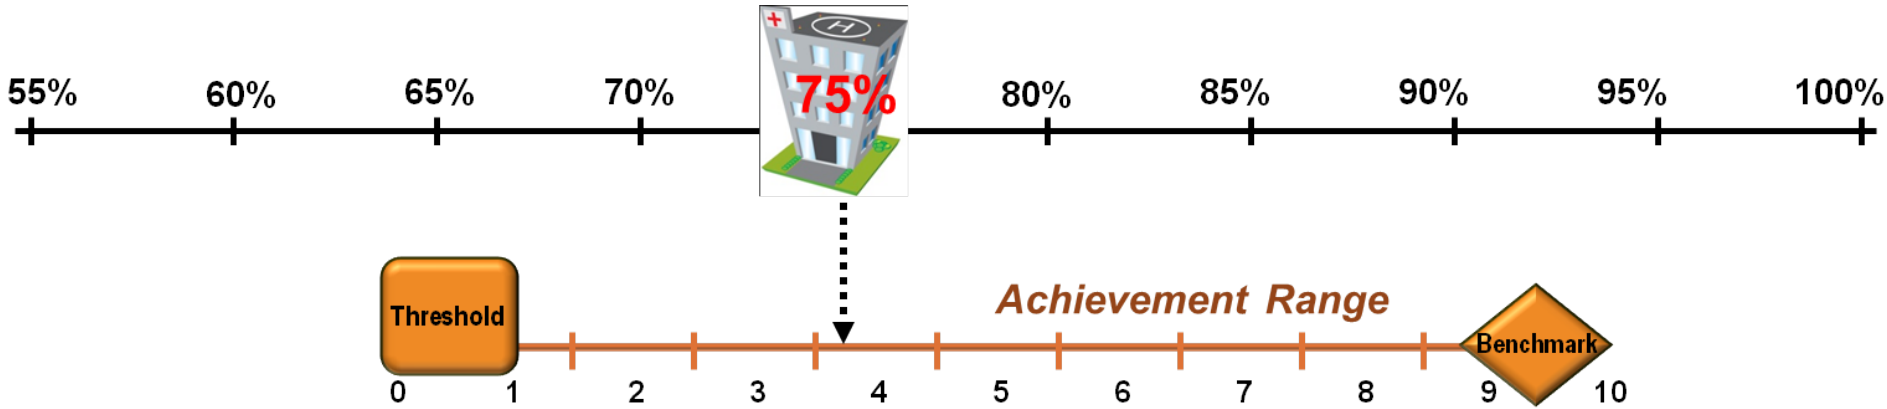 55% 60% 65% 70% 75% 80% 85% 90% 95% 100%
H
Achievement Range
Threshold
Benchmark
0 1 2 3 4 5 6 7 8 9 10